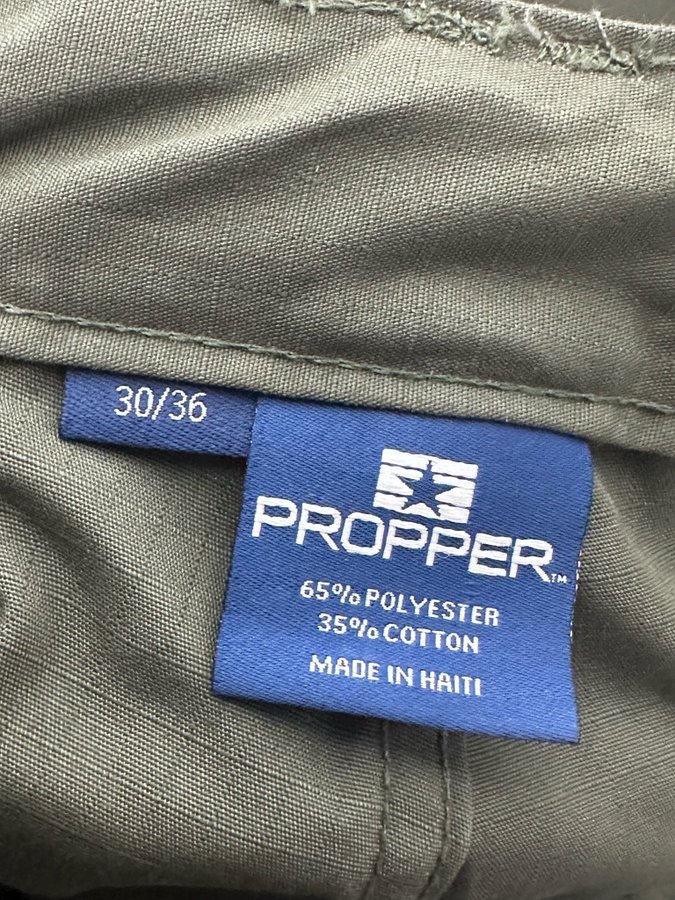 30/36
PROPPER™
65% POLYESTER
35% COTTON
MADE IN HAITI